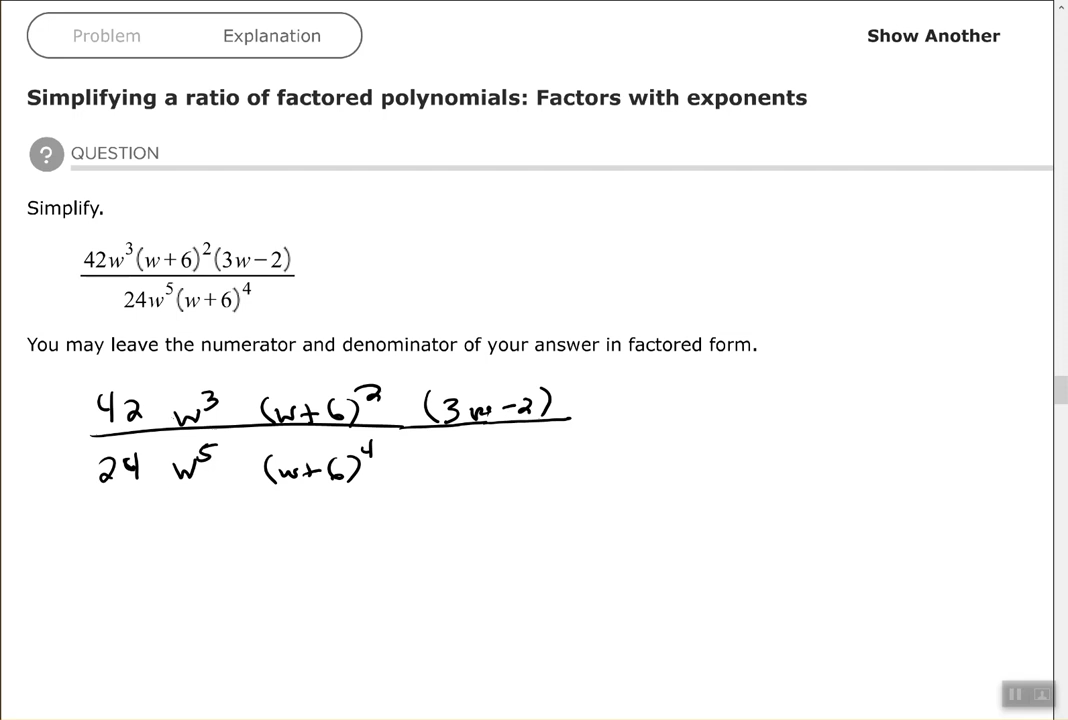 Problem Explanation Show Another
Simplifying a ratio of factored polynomials: Factors with exponents
? QUESTION
Simplify.
42w³(w+6)²(3w−2)
24w⁵(w+6)⁴
You may leave the numerator and denominator of your answer in factored form.
42 w³ (w+6)² (3w-2)
24 w⁵ (w+6)⁴